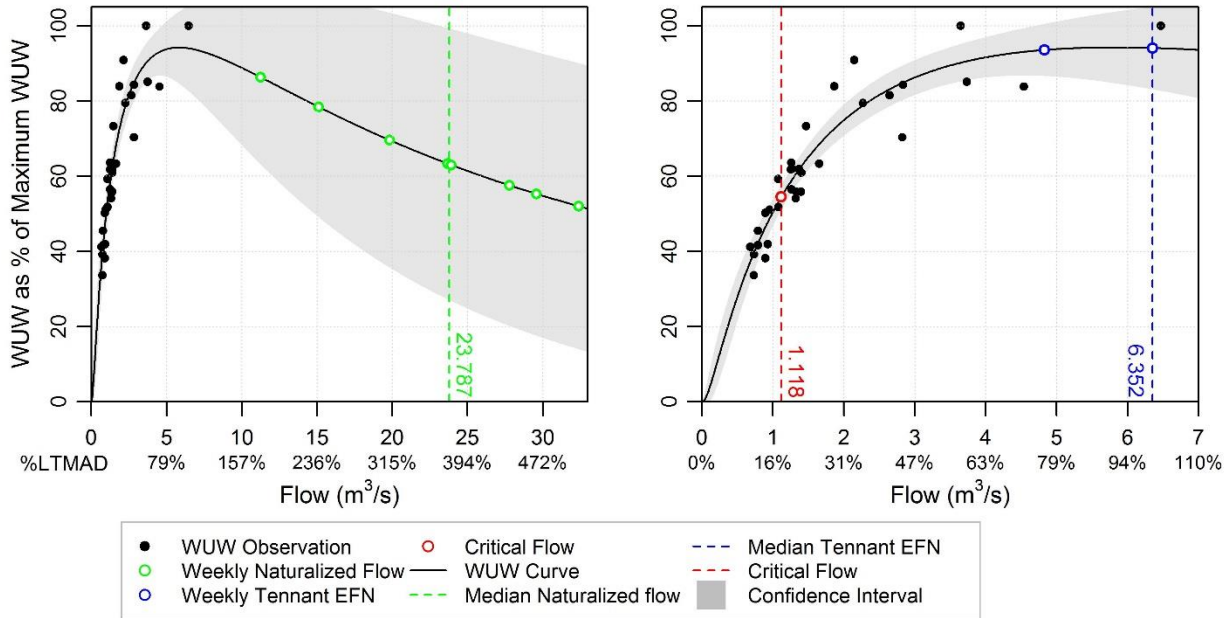 WUW as % of Maximum WUW
100
80
60
40
20
0
23.787
0 5 10 15 20 25 30
%LTMAD 79% 157% 236% 315% 394% 472%
Flow (m³/s)
100
80
60
40
20
0
1.118
6.352
0 1 2 3 4 5 6 7
0% 16% 31% 47% 63% 79% 94% 110%
Flow (m³/s)
WUW Observation
Weekly Naturalized Flow
Weekly Tennant EFN
Critical Flow
WUW Curve
Median Naturalized flow
Median Tennant EFN
Critical Flow
Confidence Interval